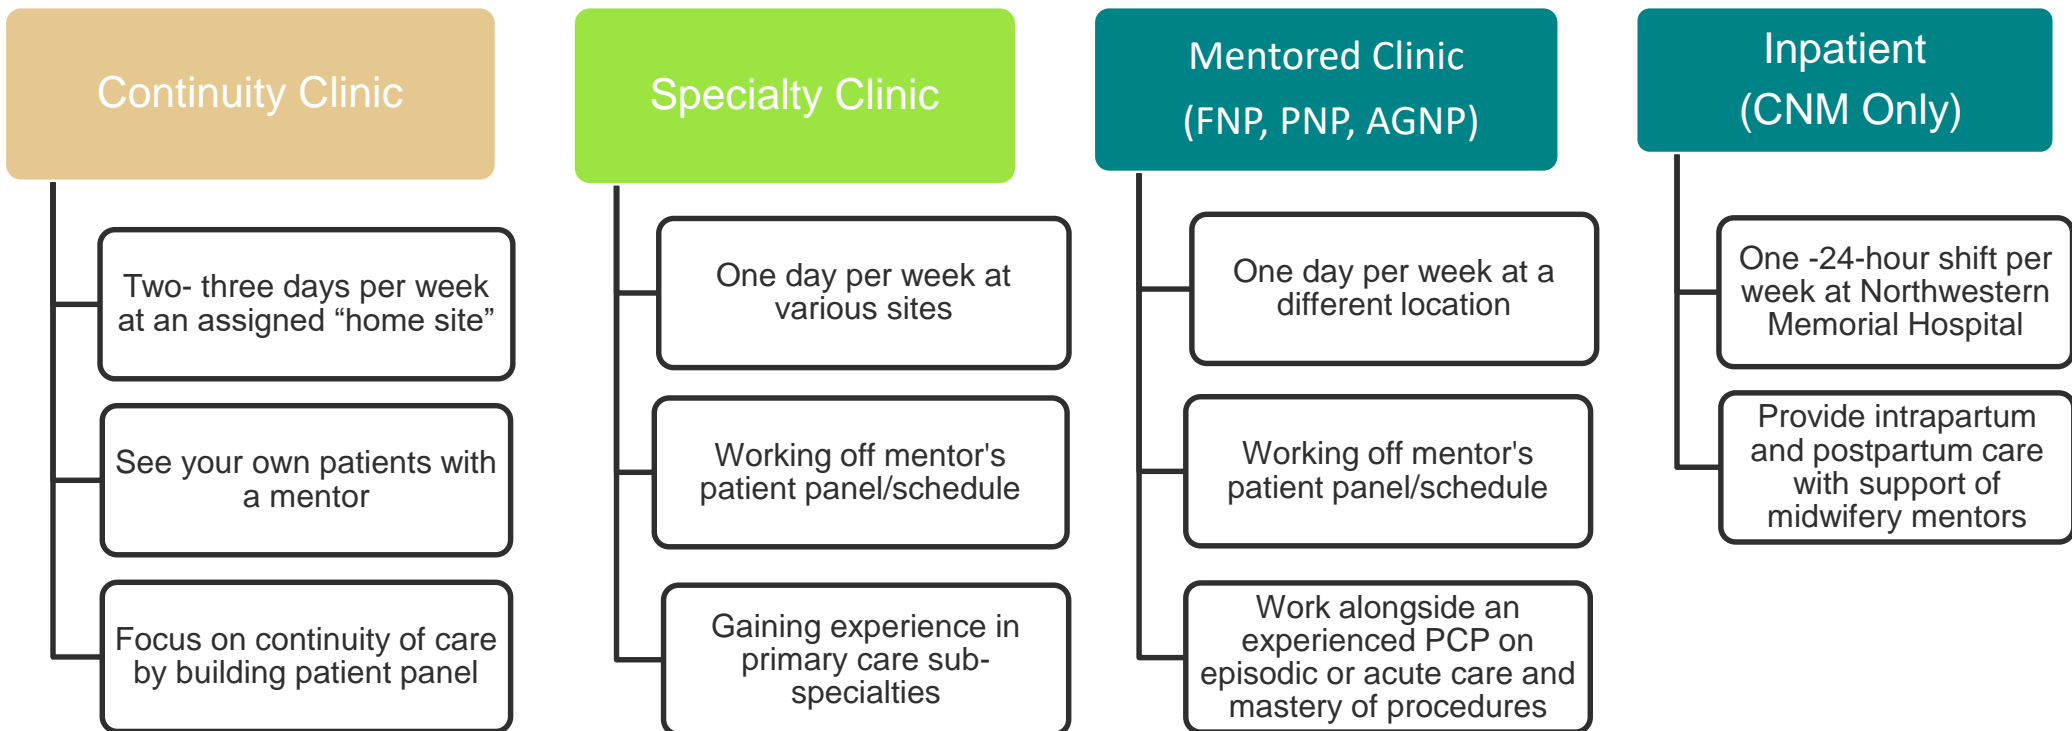 Continuity Clinic
Two- three days per week
at an assigned “home site”
See your own patients with
a mentor
Focus on continuity of care
by building patient panel
Specialty Clinic
One day per week at
various sites
Working off mentor's
patient panel/schedule
Gaining experience in
primary care sub-
specialties
Mentored Clinic
(FNP, PNP, AGNP)
One day per week at a
different location
Working off mentor's
patient panel/schedule
Work alongside an
experienced PCP on
episodic or acute care and
mastery of procedures
Inpatient
(CNM Only)
One -24-hour shift per
week at Northwestern
Memorial Hospital
Provide intrapartum
and postpartum care
with support of
midwifery mentors